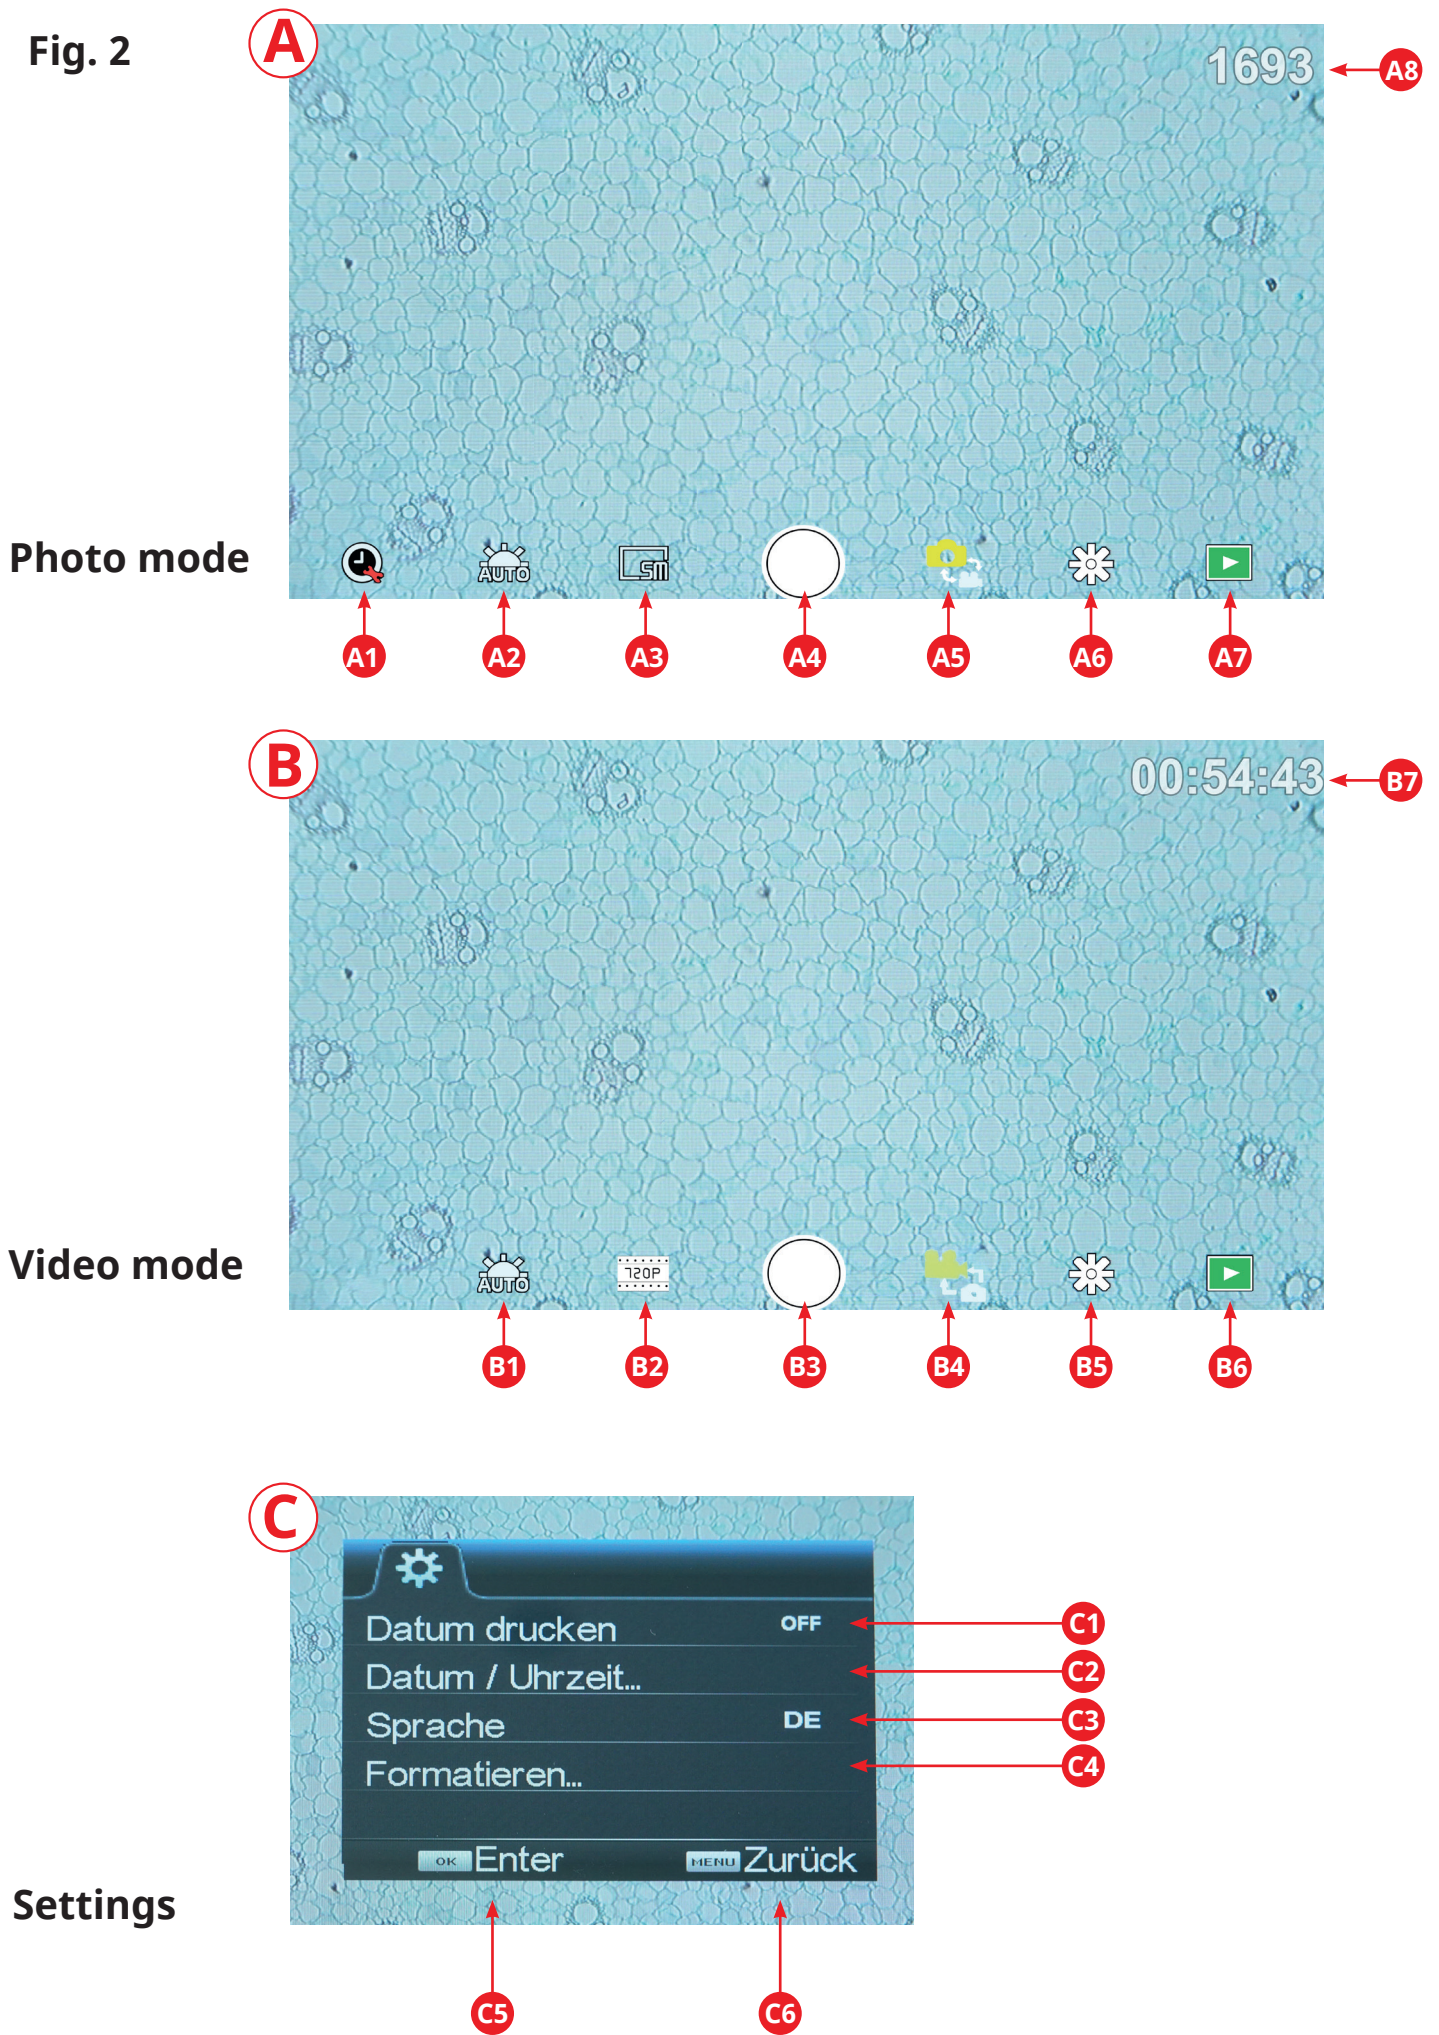 Fig. 2
A
1693
A8
Photo mode
AUTO
SM
A1
A2
A3
A4
A5
A6
A7
B
00:54:43
B7
Video mode
AUTO
720P
B1
B2
B3
B4
B5
B6
C
Datum drucken OFF
C1
Datum / Uhrzeit...
C2
Sprache DE
C3
Formatieren...
C4
OK Enter
MENU Zurück
Settings
C5
C6